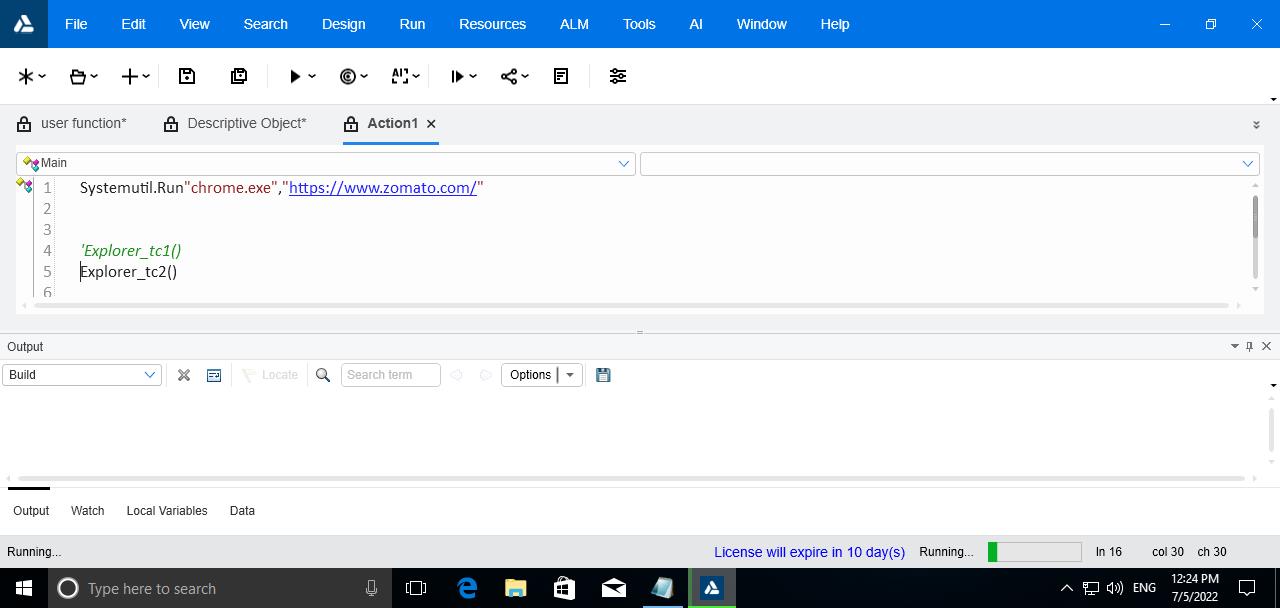 File Edit View Search Design Run Resources ALM Tools AI Window Help
user function* Descriptive Object* Action1
Main
1 Systemutil.Run"chrome.exe","https://www.zomato.com/"
2
3
4 'Explorer_tc1()
5 Explorer_tc2()
6
Output
Build Locate Search term Options
Output Watch Local Variables Data
Running... License will expire in 10 day(s) Running... ln 16 col 30 ch 30
Type here to search ENG 12:24 PM
7/5/2022